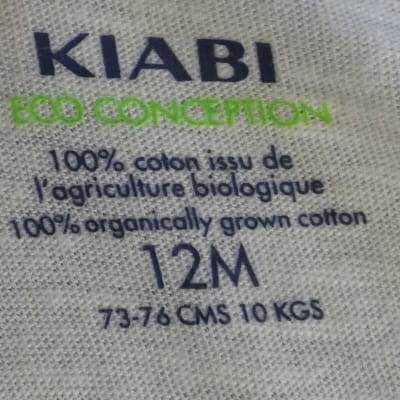 KIABI
ECO CONCEPTION
100% coton issu de
l'agriculture biologique
100% organically grown cotton
12M
73-76 CMS 10 KGS